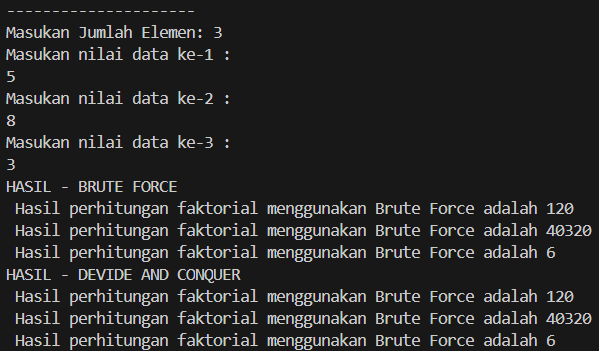 ---------------------
Masukan Jumlah Elemen: 3
Masukan nilai data ke-1 :
5
Masukan nilai data ke-2 :
8
Masukan nilai data ke-3 :
3
HASIL - BRUTE FORCE
 Hasil perhitungan faktorial menggunakan Brute Force adalah 120
 Hasil perhitungan faktorial menggunakan Brute Force adalah 40320
 Hasil perhitungan faktorial menggunakan Brute Force adalah 6
HASIL - DEVIDE AND CONQUER
 Hasil perhitungan faktorial menggunakan Brute Force adalah 120
 Hasil perhitungan faktorial menggunakan Brute Force adalah 40320
 Hasil perhitungan faktorial menggunakan Brute Force adalah 6